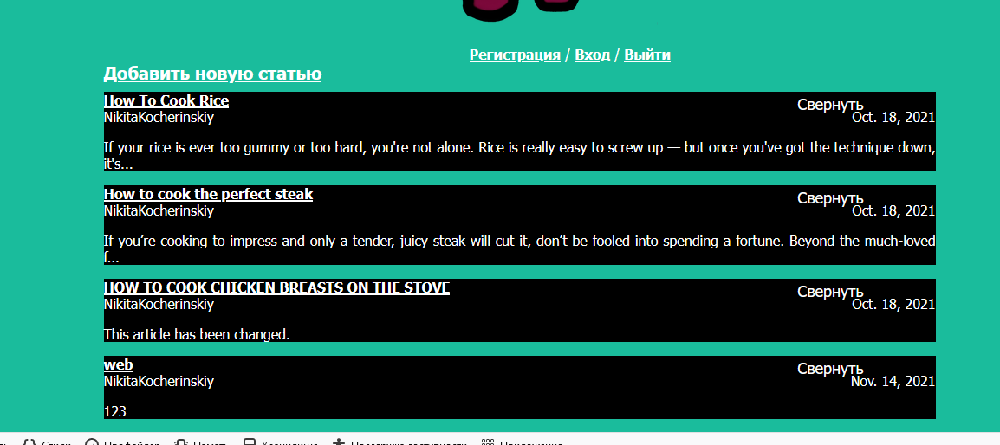 Регистрация / Вход / Выйти
Добавить новую статью
How To Cook Rice
Свернуть
NikitaKocherinskiy
Oct. 18, 2021
If your rice is ever too gummy or too hard, you're not alone. Rice is really easy to screw up — but once you've got the technique down,
it's...
How to cook the perfect steak
Свернуть
NikitaKocherinskiy
Oct. 18, 2021
If you’re cooking to impress and only a tender, juicy steak will cut it, don’t be fooled into spending a fortune. Beyond the much-loved
f...
HOW TO COOK CHICKEN BREASTS ON THE STOVE
Свернуть
NikitaKocherinskiy
Oct. 18, 2021
This article has been changed.
web
Свернуть
NikitaKocherinskiy
Nov. 14, 2021
123